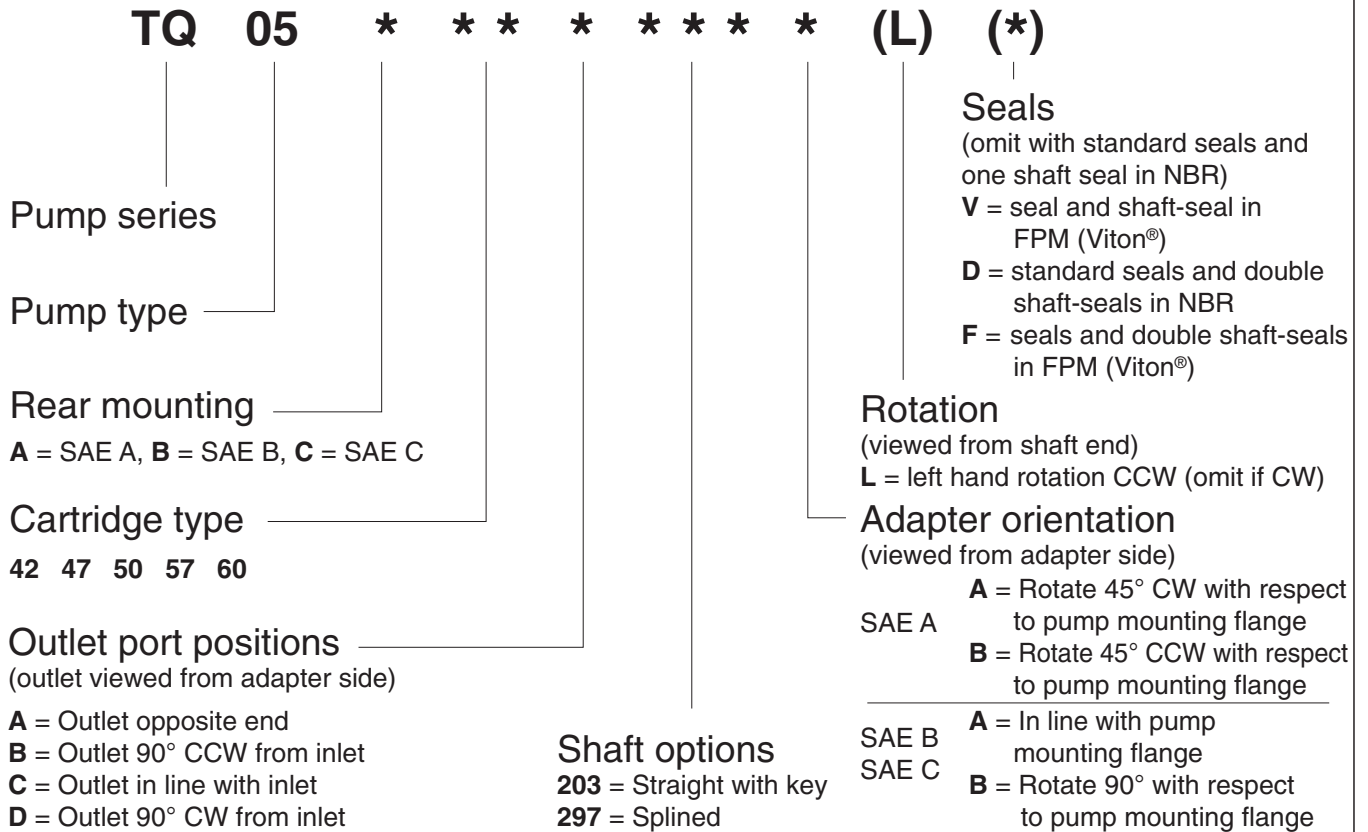 TQ 05 * * * * * * * * (L) (*)
Seals
(omit with standard seals and
one shaft seal in NBR)
V = seal and shaft-seal in
FPM (Viton®)
D = standard seals and double
shaft-seals in NBR
F = seals and double shaft-seals
in FPM (Viton®)
Pump series
Pump type
Rear mounting
A = SAE A, B = SAE B, C = SAE C
Cartridge type
42 47 50 57 60
Outlet port positions
(outlet viewed from adapter side)
A = Outlet opposite end
B = Outlet 90° CCW from inlet
C = Outlet in line with inlet
D = Outlet 90° CW from inlet
Shaft options
203 = Straight with key
297 = Splined
Rotation
(viewed from shaft end)
L = left hand rotation CCW (omit if CW)
Adapter orientation
(viewed from adapter side)
SAE A
A = Rotate 45° CW with respect
to pump mounting flange
B = Rotate 45° CCW with respect
to pump mounting flange
SAE B
SAE C
A = In line with pump
mounting flange
B = Rotate 90° with respect
to pump mounting flange